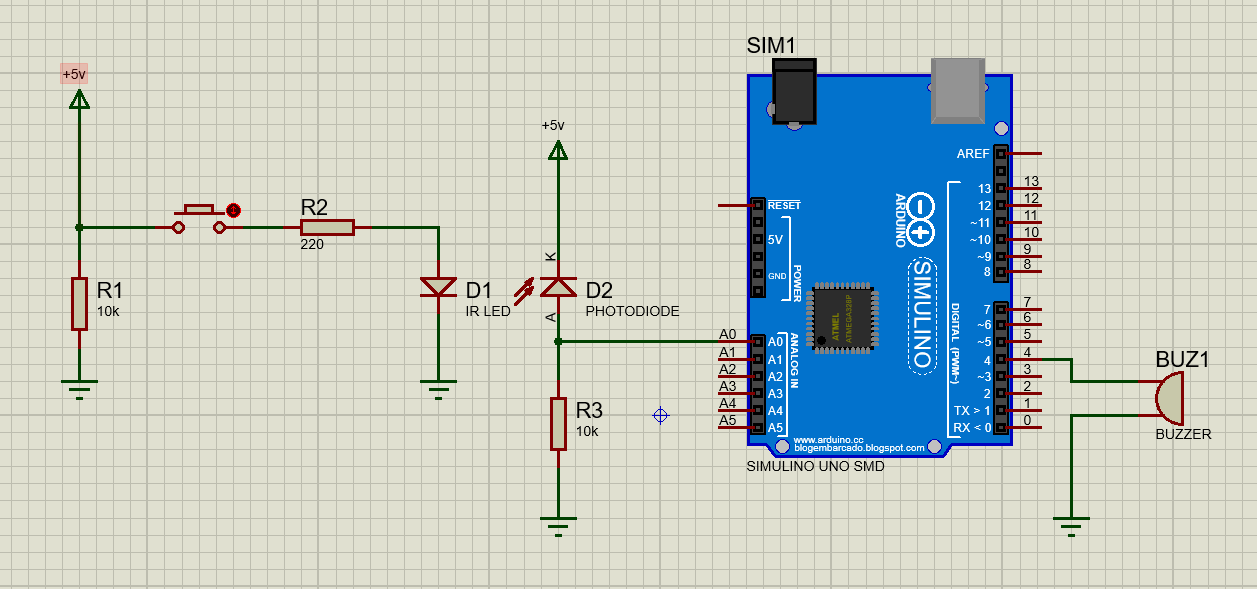 SIM1
+5v
+5v
AREF
13
13
RESET
12
12
~11
11
ARDUINO
5V
~10
10
~9
9
GND
8
8
POWER
SIMULINO
R2
220
R1
10k
D1
IR LED
K
D2
PHOTODIODE
A
ATMEL
ATMEGA328P
DIGITAL (PWM~)
7
7
~6
6
A0
A0
~5
5
A1
A1
4
4
A2
A2
~3
3
A3
A3
2
2
A4
A4
TX > 1
1
A5
A5
RX < 0
0
ANALOG IN
R3
10k
BUZ1
BUZZER
www.arduino.cc
blogembarcado.blogspot.com
SIMULINO UNO SMD